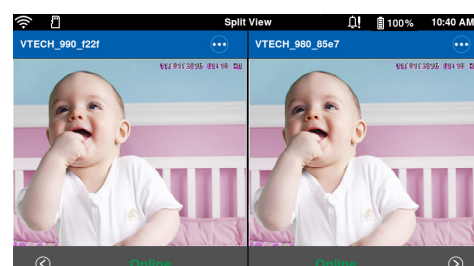 Split View
100%
10:40 AM
VTECH_990_f22f
VTECH_980_85e7
Online
Online